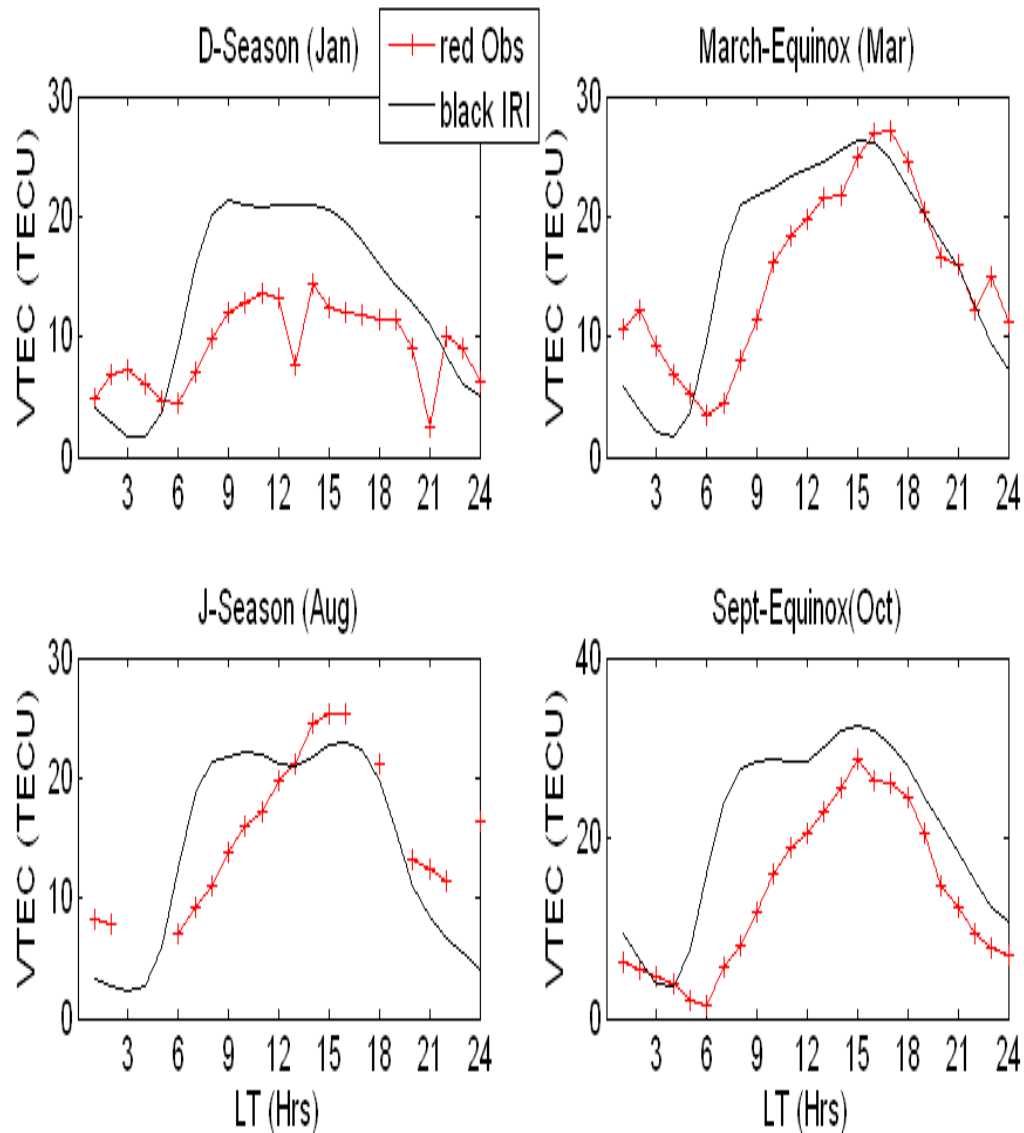 D-Season (Jan)
red Obs
black IRI
March-Equinox (Mar)
VTEC (TECU)
30
20
10
0
3 6 9 12 15 18 21 24
VTEC (TECU)
30
20
10
0
3 6 9 12 15 18 21 24
J-Season (Aug)
VTEC (TECU)
30
20
10
0
3 6 9 12 15 18 21 24
LT (Hrs)
Sept-Equinox(Oct)
VTEC (TECU)
40
20
0
3 6 9 12 15 18 21 24
LT (Hrs)